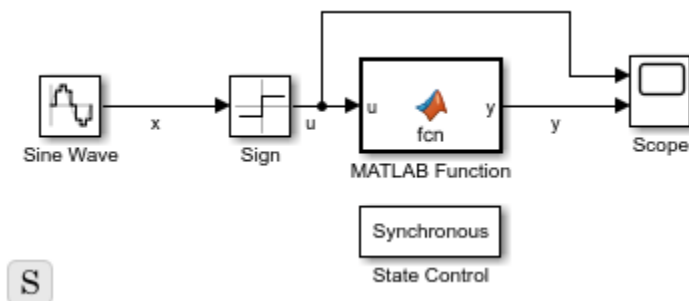 x
u
u
fcn
y
y
Sine Wave
Sign
MATLAB Function
Scope
Synchronous
State Control
S